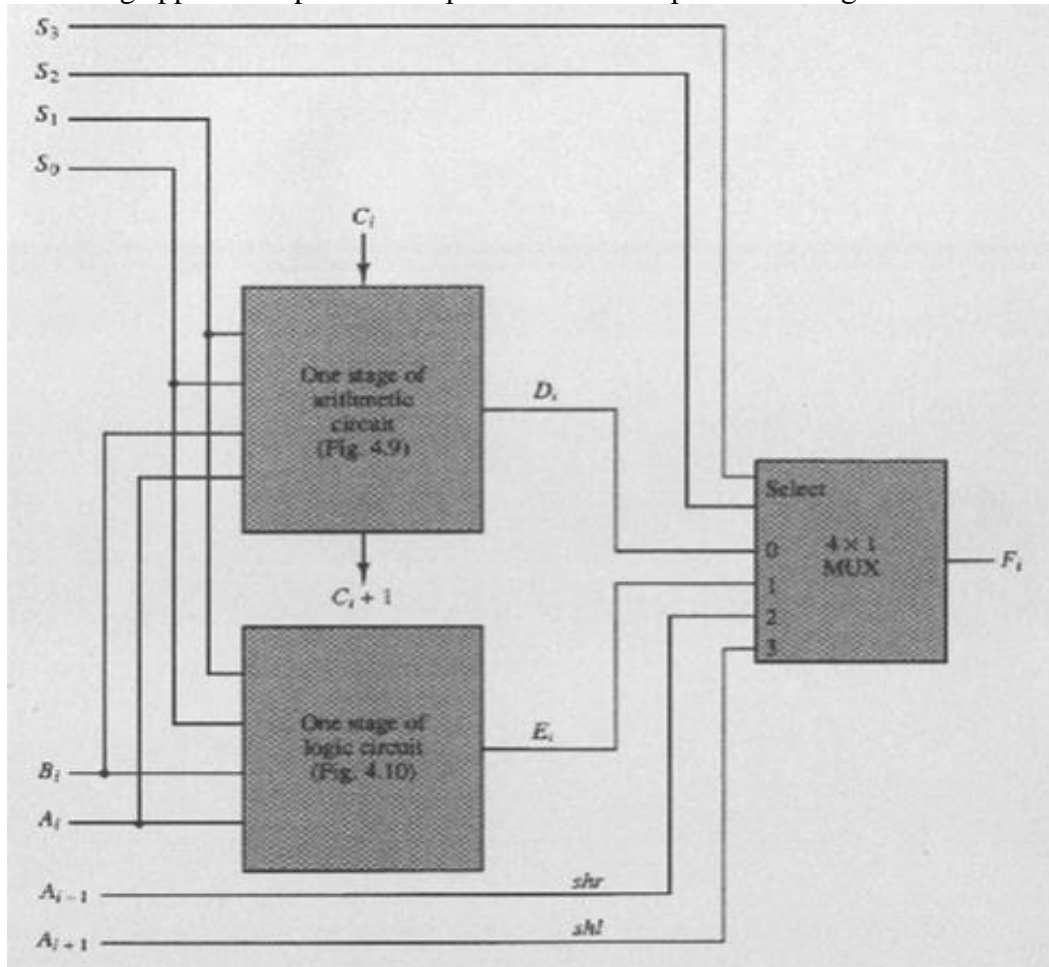 S3
S2
S1
S0
Ci
One stage of
arithmetic
circuit
(Fig. 4.9)
Di
Select
0
4 × 1
MUX
1
2
3
Fi
Ci + 1
One stage of
logic circuit
(Fig. 4.10)
Ei
Bi
Ai
Ai − 1
shr
Ai + 1
shl